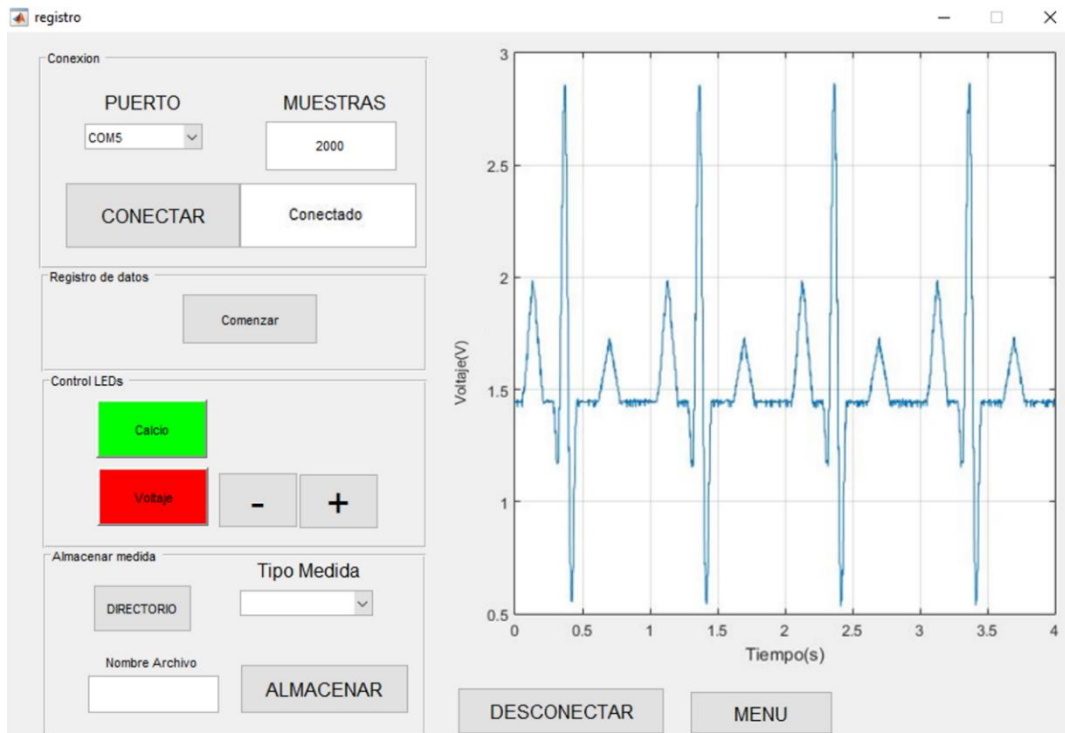 registro
Conexion
PUERTO
MUESTRAS
COM5
2000
CONECTAR
Conectado
Registro de datos
Comenzar
Control LEDs
Calcio
Voltaje
-
+
Almacenar medida
Tipo Medida
DIRECTORIO
Nombre Archivo
ALMACENAR
3
2.5
2
1.5
1
0.5
Voltaje(V)
0 0.5 1 1.5 2 2.5 3 3.5 4
Tiempo(s)
DESCONECTAR
MENU